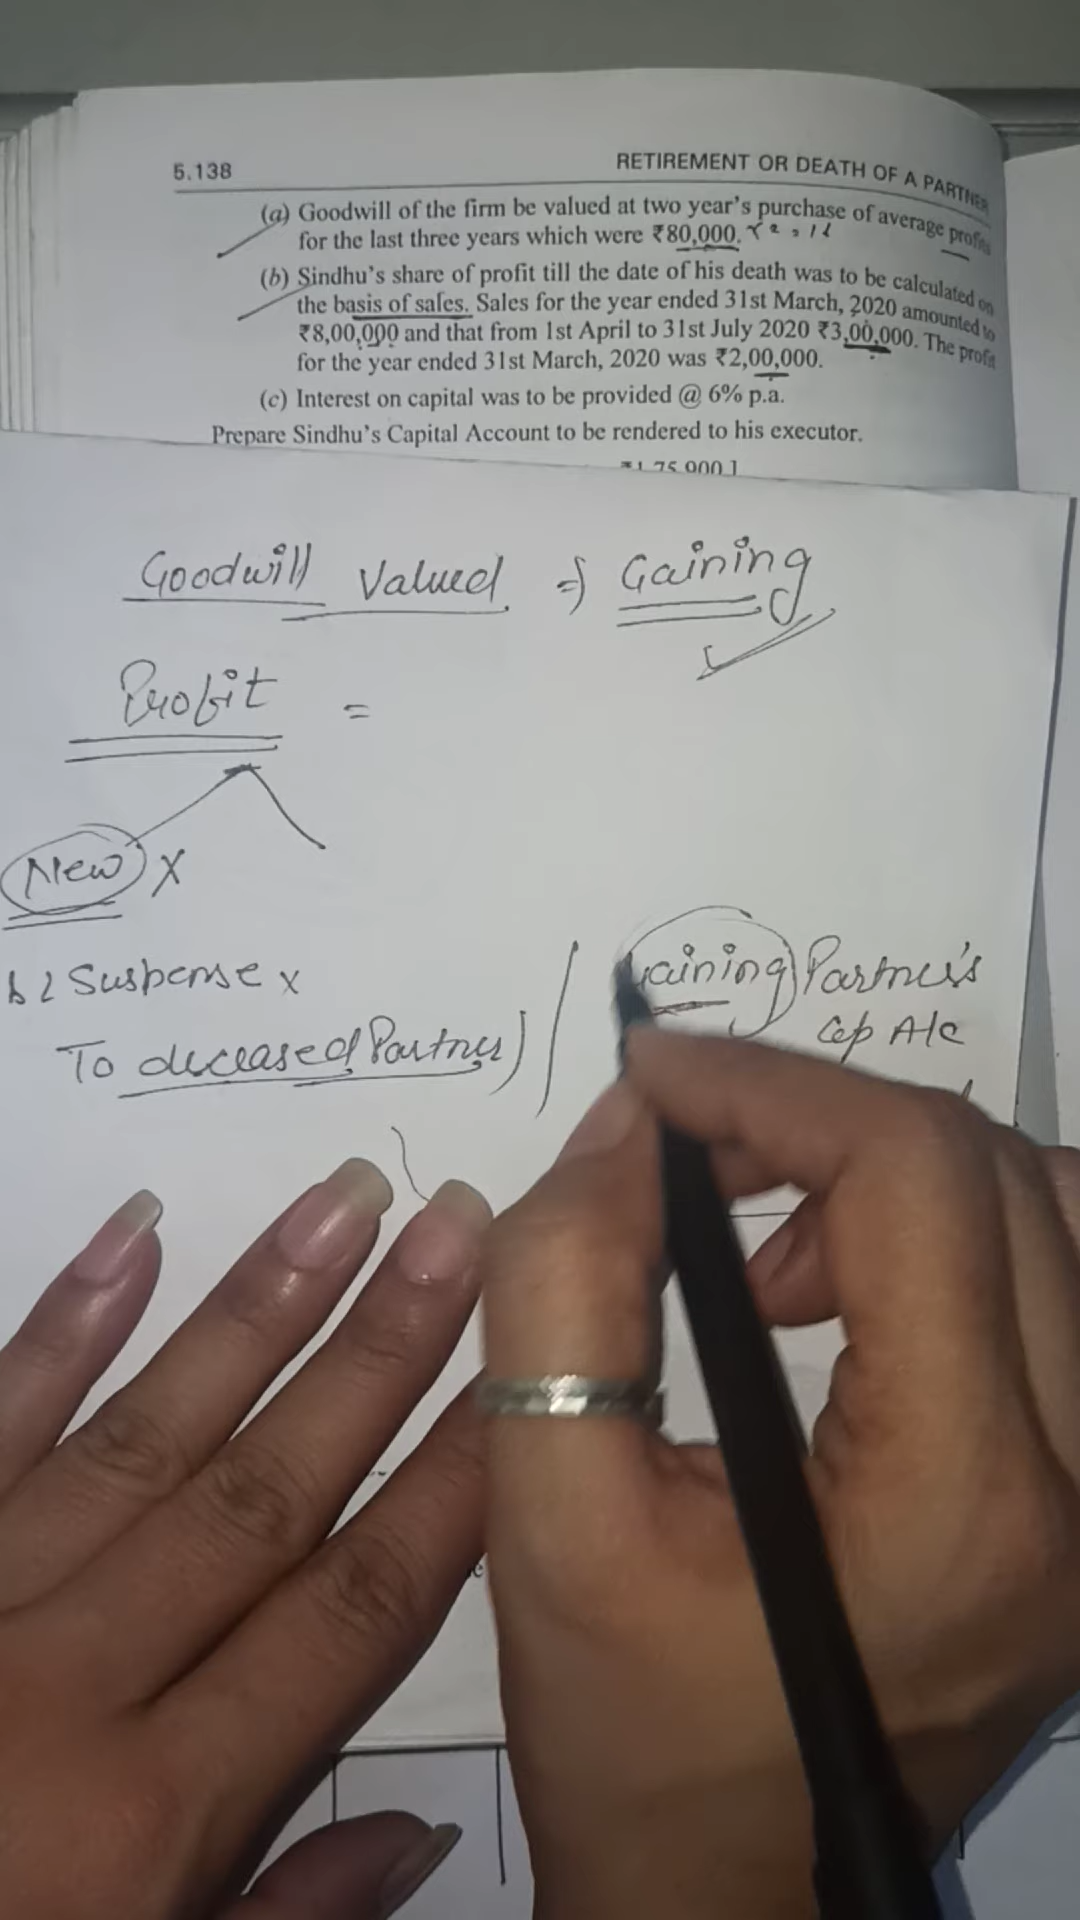 5.138
RETIREMENT OR DEATH OF A PARTNER
(a) Goodwill of the firm be valued at two year's purchase of average profits
for the last three years which were ₹80,000.
(b) Sindhu's share of profit till the date of his death was to be calculated on
the basis of sales. Sales for the year ended 31st March, 2020 amounted to
₹8,00,000 and that from 1st April to 31st July 2020 ₹3,00,000. The profit
for the year ended 31st March, 2020 was ₹2,00,000.
(c) Interest on capital was to be provided @ 6% p.a.
Prepare Sindhu's Capital Account to be rendered to his executor.
Goodwill Valued ⇒ Gaining
Profit =
New X
Suspense x
Gaining Partner's
To deceased Partner
Cap A/c